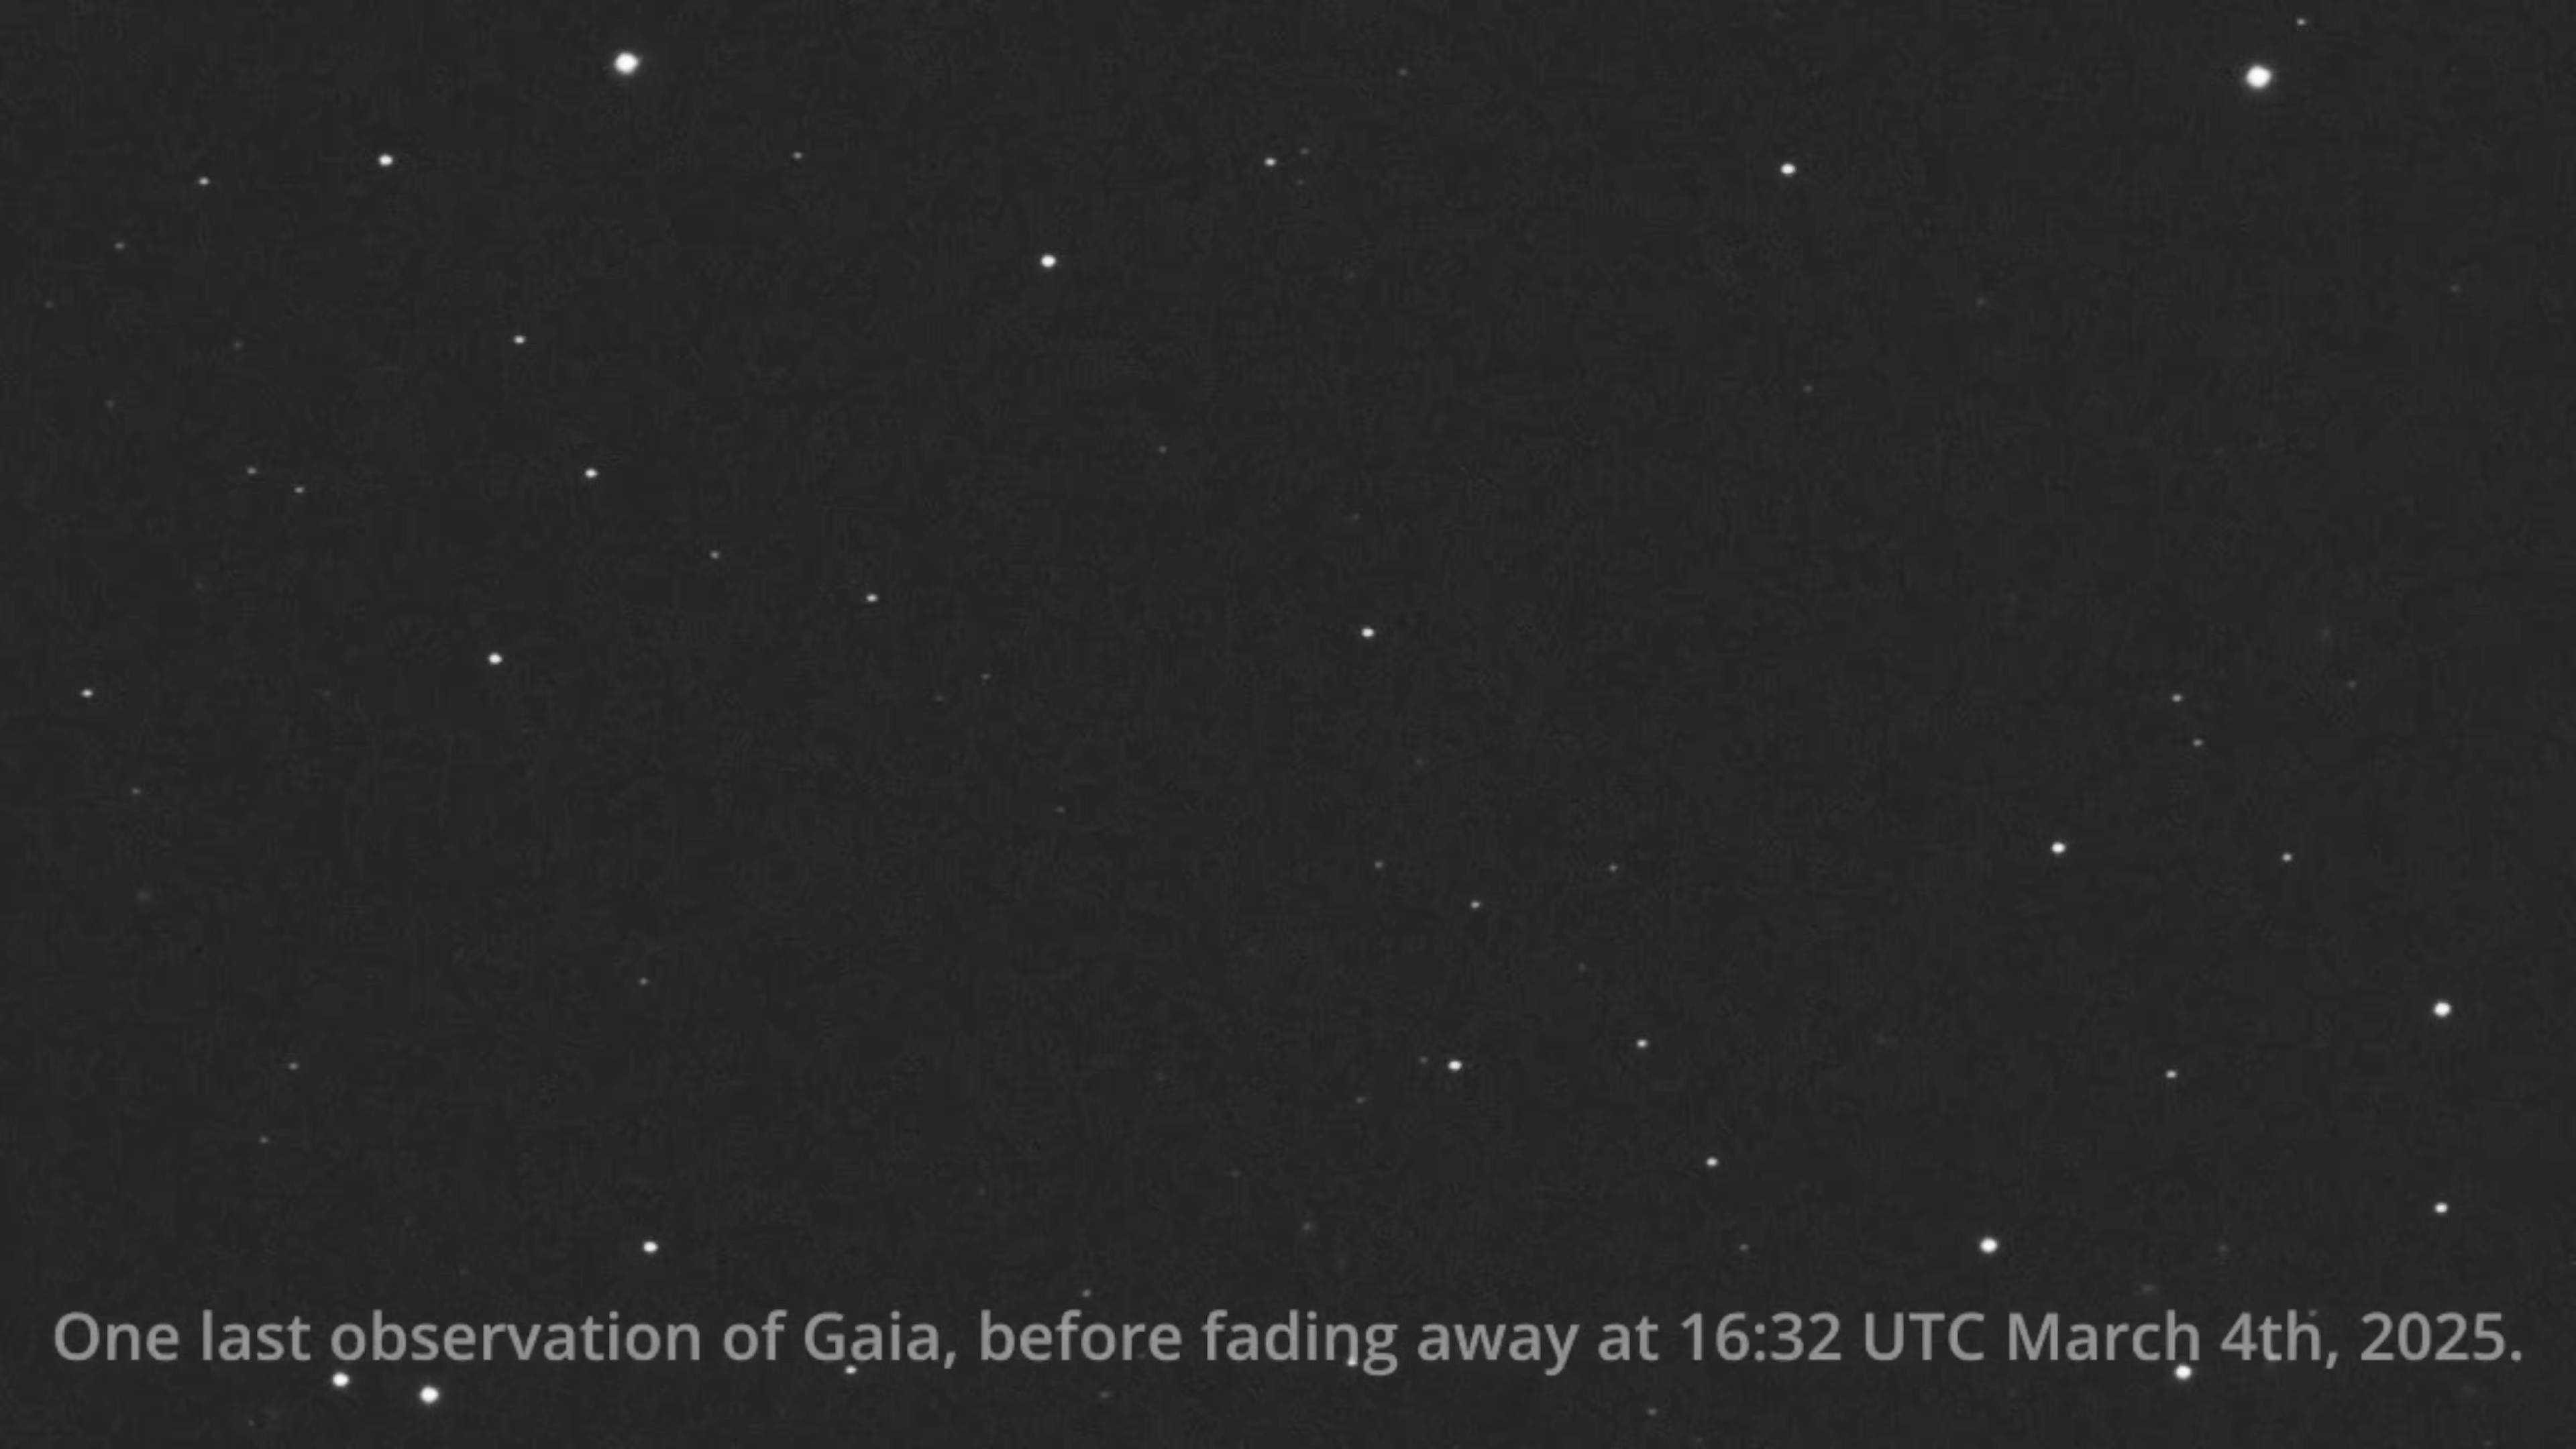 One last observation of Gaia, before fading away at 16:32 UTC March 4th, 2025.